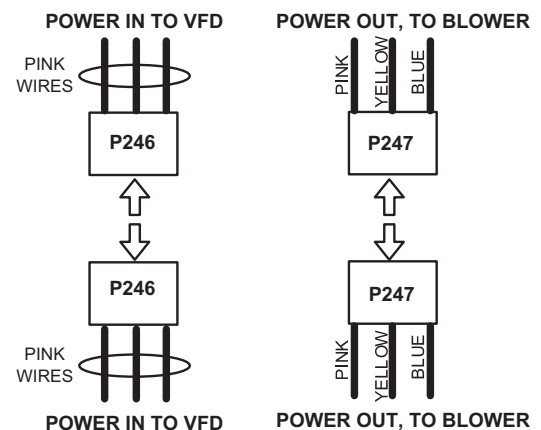 POWER IN TO VFD
PINK
WIRES
P246
P246
PINK
WIRES
POWER IN TO VFD
POWER OUT, TO BLOWER
PINK
YELLOW
BLUE
P247
P247
PINK
YELLOW
BLUE
POWER OUT, TO BLOWER